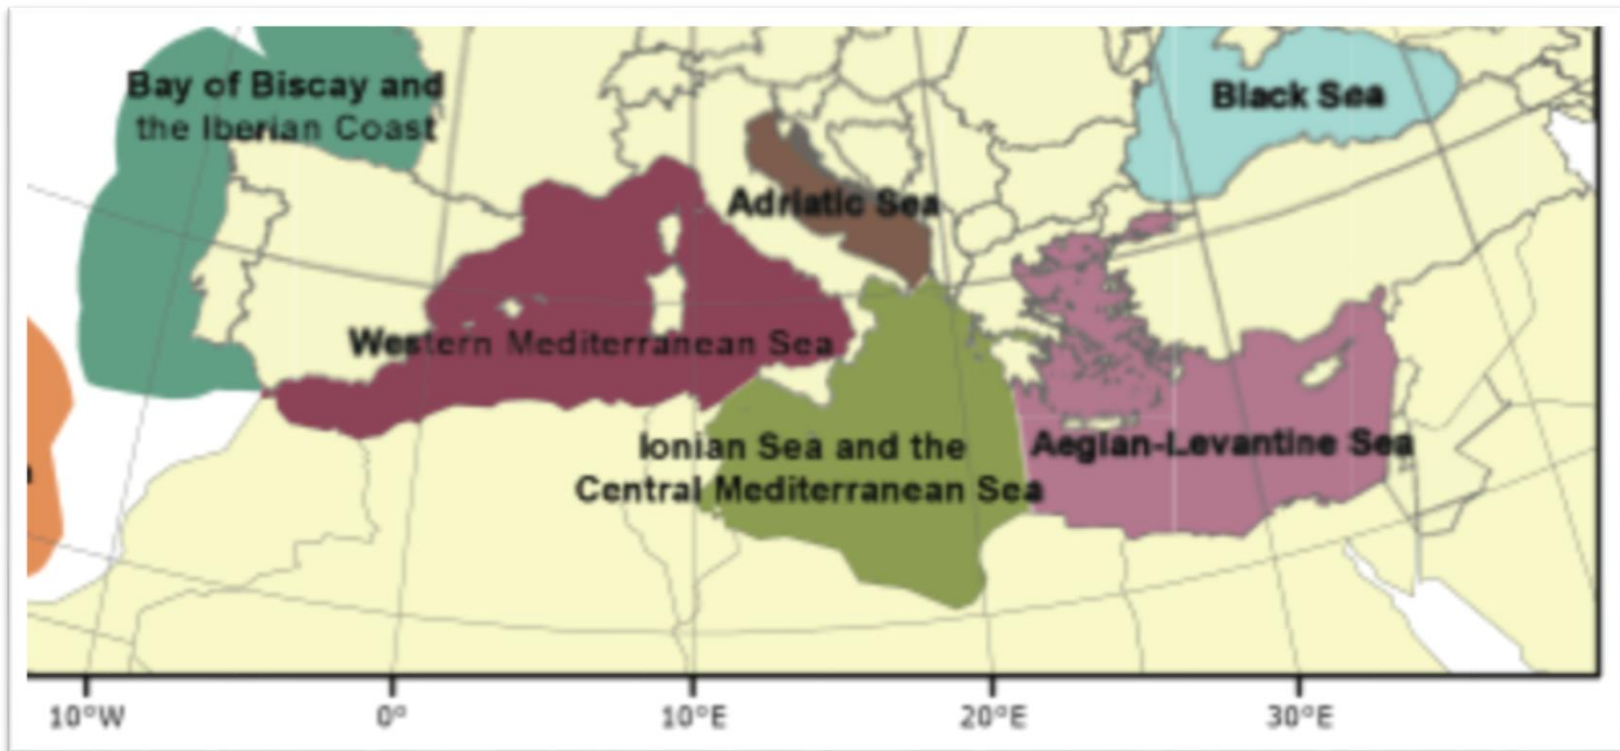 Bay of Biscay and
the Iberian Coast
Black Sea
Adriatic Sea
Western Mediterranean Sea
Ionian Sea and the
Central Mediterranean Sea
Aegian-Levantine Sea
10°W
0°
10°E
20°E
30°E